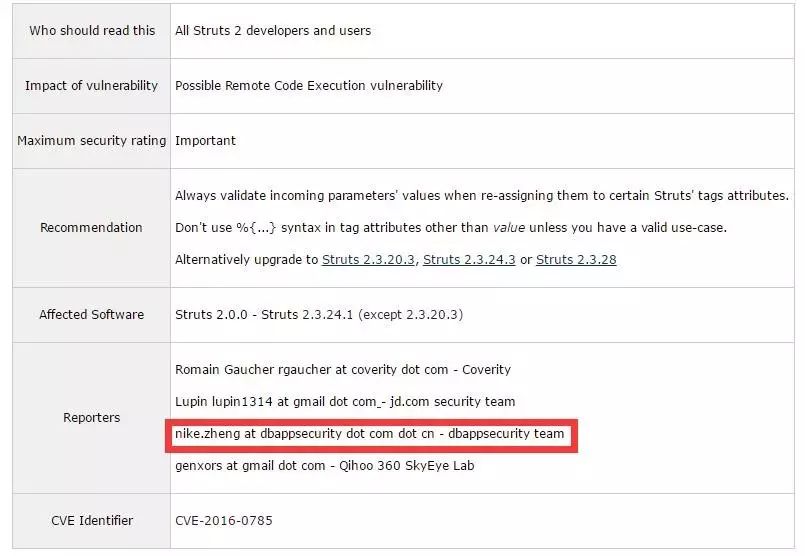 Who should read this All Struts 2 developers and users
Impact of vulnerability Possible Remote Code Execution vulnerability
Maximum security rating Important
Always validate incoming parameters' values when re-assigning them to certain Struts' tags attributes.
Don't use %{...} syntax in tag attributes other than value unless you have a valid use-case.
Recommendation
Alternatively upgrade to Struts 2.3.20.3, Struts 2.3.24.3 or Struts 2.3.28
Affected Software Struts 2.0.0 - Struts 2.3.24.1 (except 2.3.20.3)
Romain Gaucher rgaucher at coverity dot com - Coverity
Lupin lupin1314 at gmail dot com_- jd.com security team
Reporters
nike.zheng at dbappsecurity dot com dot cn - dbappsecurity team
genxors at gmail dot com - Qihoo 360 SkyEye Lab
CVE Identifier CVE-2016-0785